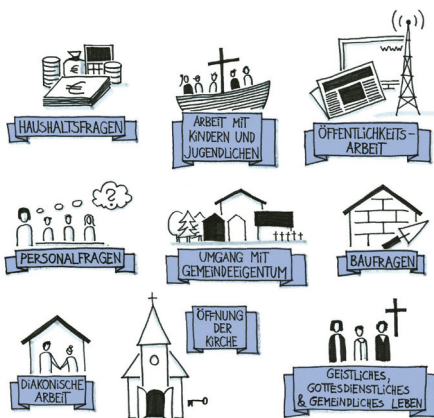 HAUSHALTSFRAGEN
ARBEIT MIT
KINDERN UND
JUGENDLICHEN
ÖFFENTLICHKEITS-
ARBEIT
www
?
PERSONALFRAGEN
UMGANG MIT
GEMEINDEEIGENTUM
BAUFRAGEN
DIAKONISCHE
ARBEIT
ÖFFNUNG
DER
KIRCHE
GEISTLICHES,
GOTTESDIENSTLICHES
& GEMEINDLICHES LEBEN